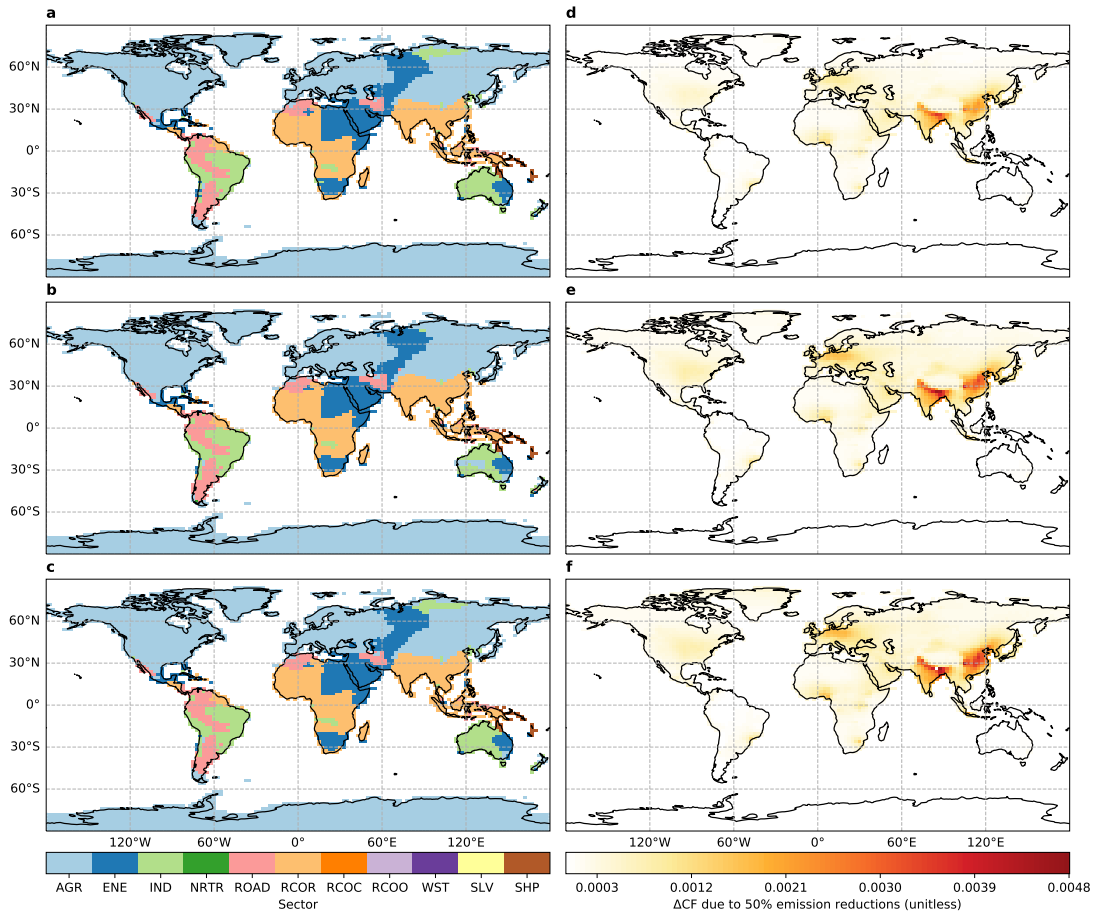 a
d
60°N
30°N
0°
30°S
60°S
b
e
60°N
30°N
0°
30°S
60°S
c
f
60°N
30°N
0°
30°S
60°S
120°W 60°W 0° 60°E 120°E
120°W 60°W 0° 60°E 120°E
AGR ENE IND NRTR ROAD RCOR RCOC RCOO WST SLV SHP
Sector
0.0003 0.0012 0.0021 0.0030 0.0039 0.0048
ΔCF due to 50% emission reductions (unitless)